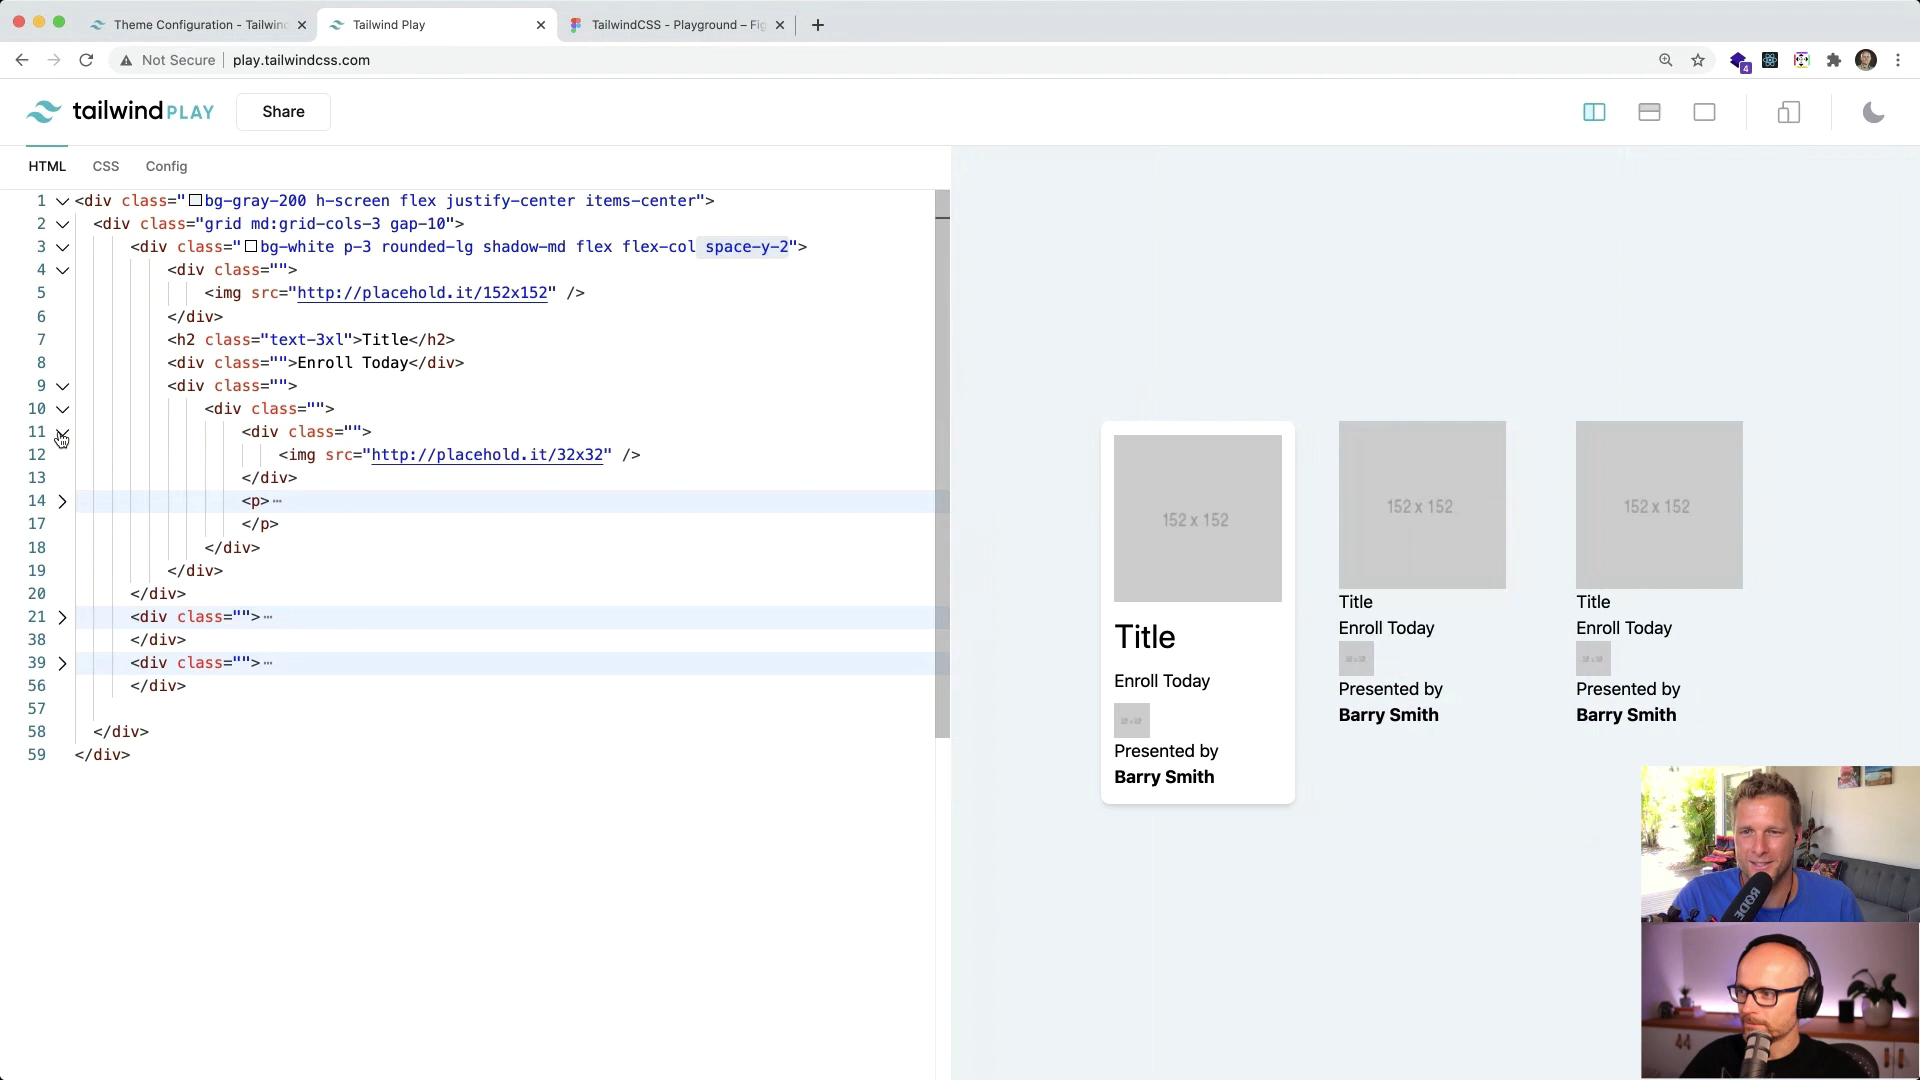 Theme Configuration - Tailwind
Tailwind Play
TailwindCSS - Playground – Fig
Not Secure
play.tailwindcss.com
4
tailwind PLAY
Share
HTML
CSS
Config
1 <div class="bg-gray-200 h-screen flex justify-center items-center">
2 <div class="grid md:grid-cols-3 gap-10">
3 <div class="bg-white p-3 rounded-lg shadow-md flex flex-col space-y-2">
4 <div class="">
5 <img src="http://placehold.it/152x152" />
6 </div>
7 <h2 class="text-3xl">Title</h2>
8 <div class="">Enroll Today</div>
9 <div class="">
10 <div class="">
11 <div class="">
12 <img src="http://placehold.it/32x32" />
13 </div>
14 <p>⋯
17 </p>
18 </div>
19 </div>
20 </div>
21 <div class="">⋯
38 </div>
39 <div class="">⋯
56 </div>
57
58 </div>
59 </div>
152 x 152
Title
Enroll Today
Presented by
Barry Smith
152 x 152
Title
Enroll Today
Presented by
Barry Smith
152 x 152
Title
Enroll Today
Presented by
Barry Smith
RØDE